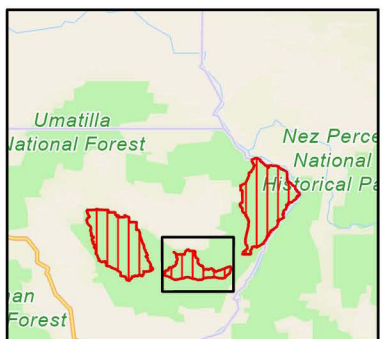 Umatilla
National Forest
Nez Perce
National
Historical Pa
an
Forest